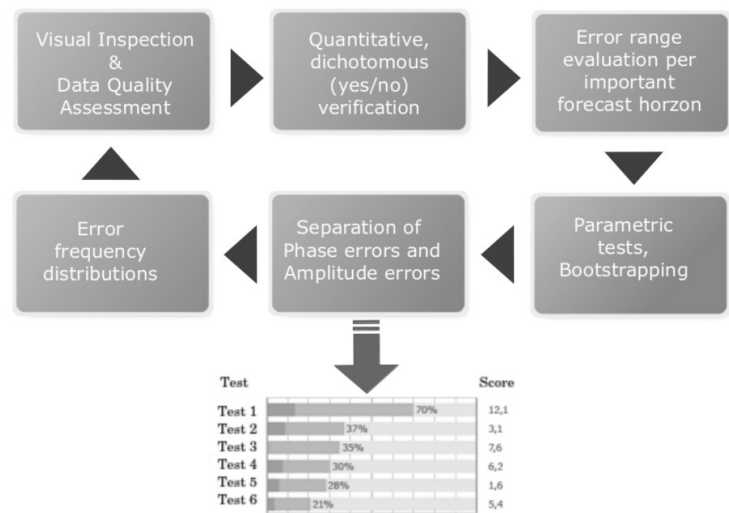 Visual Inspection
&
Data Quality
Assessment
Quantitative,
dichotomous
(yes/no)
verification
Error range
evaluation per
important
forecast horzon
Error
frequency
distributions
Separation of
Phase errors and
Amplitude errors
Parametric
tests,
Bootstrapping
Test Score
Test 1 70% 12,1
Test 2 37% 3,1
Test 3 35% 7,6
Test 4 30% 6,2
Test 5 28% 1,6
Test 6 21% 5,4